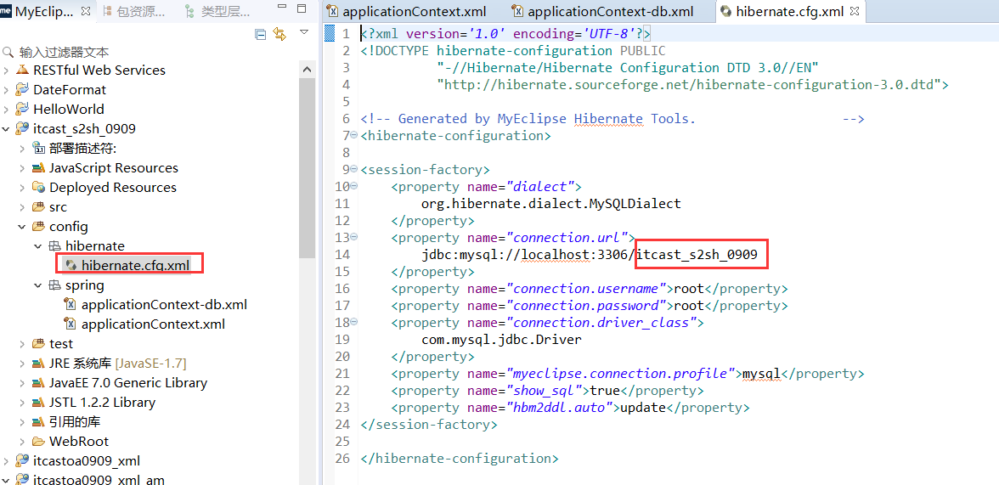 MyEclip...
包资源...
类型层...
输入过滤器文本
RESTful Web Services
DateFormat
HelloWorld
itcast_s2sh_0909
部署描述符:
JavaScript Resources
Deployed Resources
src
config
hibernate
hibernate.cfg.xml
spring
applicationContext-db.xml
applicationContext.xml
test
JRE 系统库 [JavaSE-1.7]
JavaEE 7.0 Generic Library
JSTL 1.2.2 Library
引用的库
WebRoot
itcastoa0909_xml
itcastoa0909_xml_am
applicationContext.xml
applicationContext-db.xml
hibernate.cfg.xml
1 <?xml version='1.0' encoding='UTF-8'?>
2 <!DOCTYPE hibernate-configuration PUBLIC
3 "-//Hibernate/Hibernate Configuration DTD 3.0//EN"
4 "http://hibernate.sourceforge.net/hibernate-configuration-3.0.dtd">
5
6 <!-- Generated by MyEclipse Hibernate Tools. -->
7 <hibernate-configuration>
8
9 <session-factory>
10 <property name="dialect">
11 org.hibernate.dialect.MySQLDialect
12 </property>
13 <property name="connection.url">
14 jdbc:mysql://localhost:3306/itcast_s2sh_0909
15 </property>
16 <property name="connection.username">root</property>
17 <property name="connection.password">root</property>
18 <property name="connection.driver_class">
19 com.mysql.jdbc.Driver
20 </property>
21 <property name="myeclipse.connection.profile">mysql</property>
22 <property name="show_sql">true</property>
23 <property name="hbm2ddl.auto">update</property>
24 </session-factory>
25
26 </hibernate-configuration>